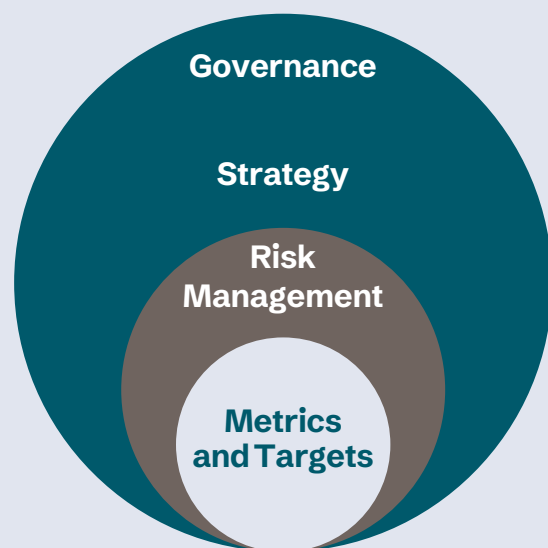 Governance
Strategy
Risk
Management
Metrics
and Targets